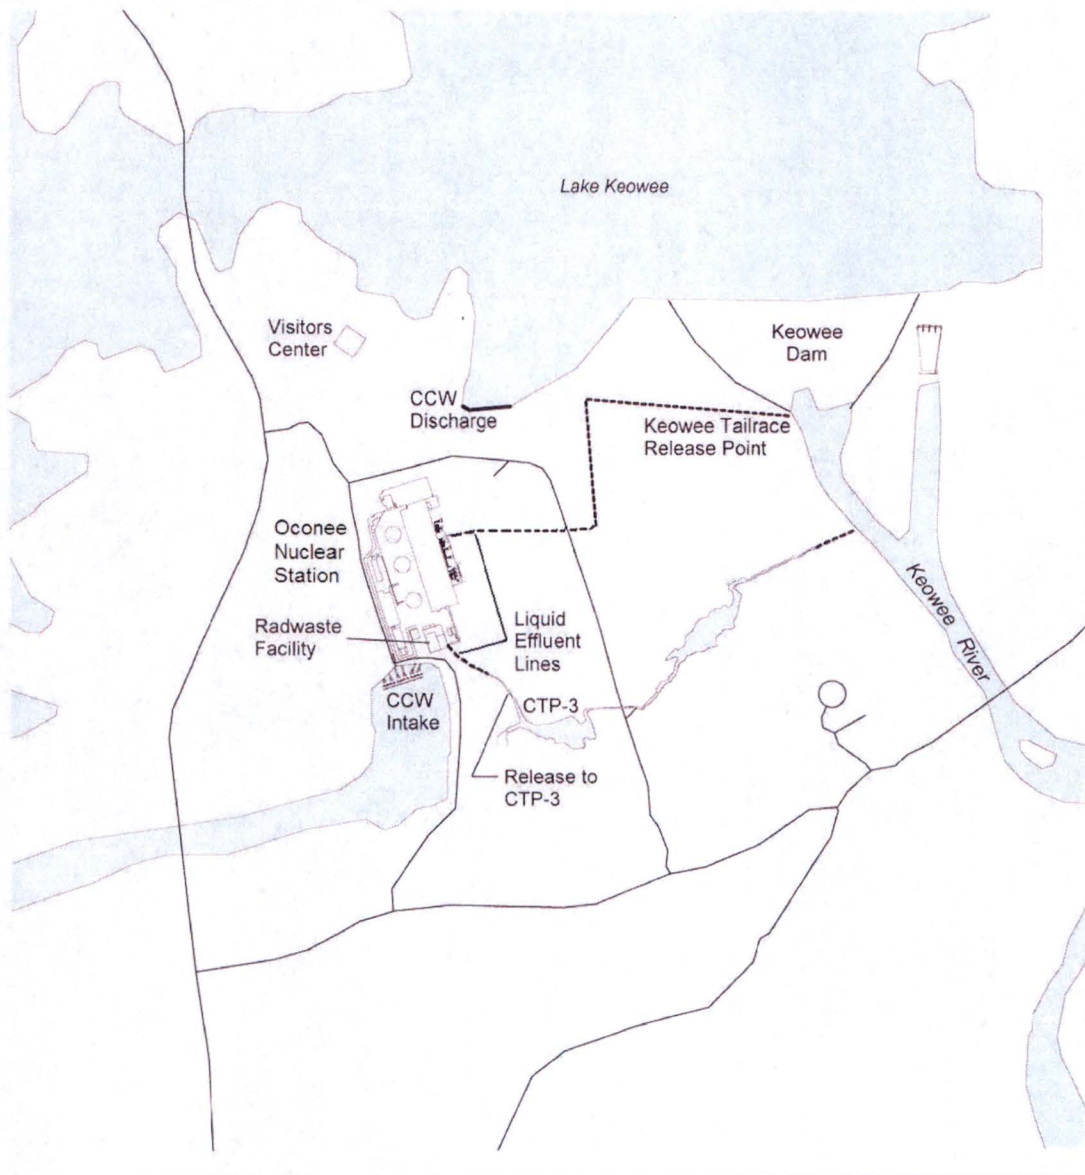 Lake Keowee
Visitors
Center
Keowee
Dam
CCW
Discharge
Keowee Tailrace
Release Point
Oconee
Nuclear
Station
Radwaste
Facility
Liquid
Effluent
Lines
Keowee River
CCW
Intake
CTP-3
Release to
CTP-3